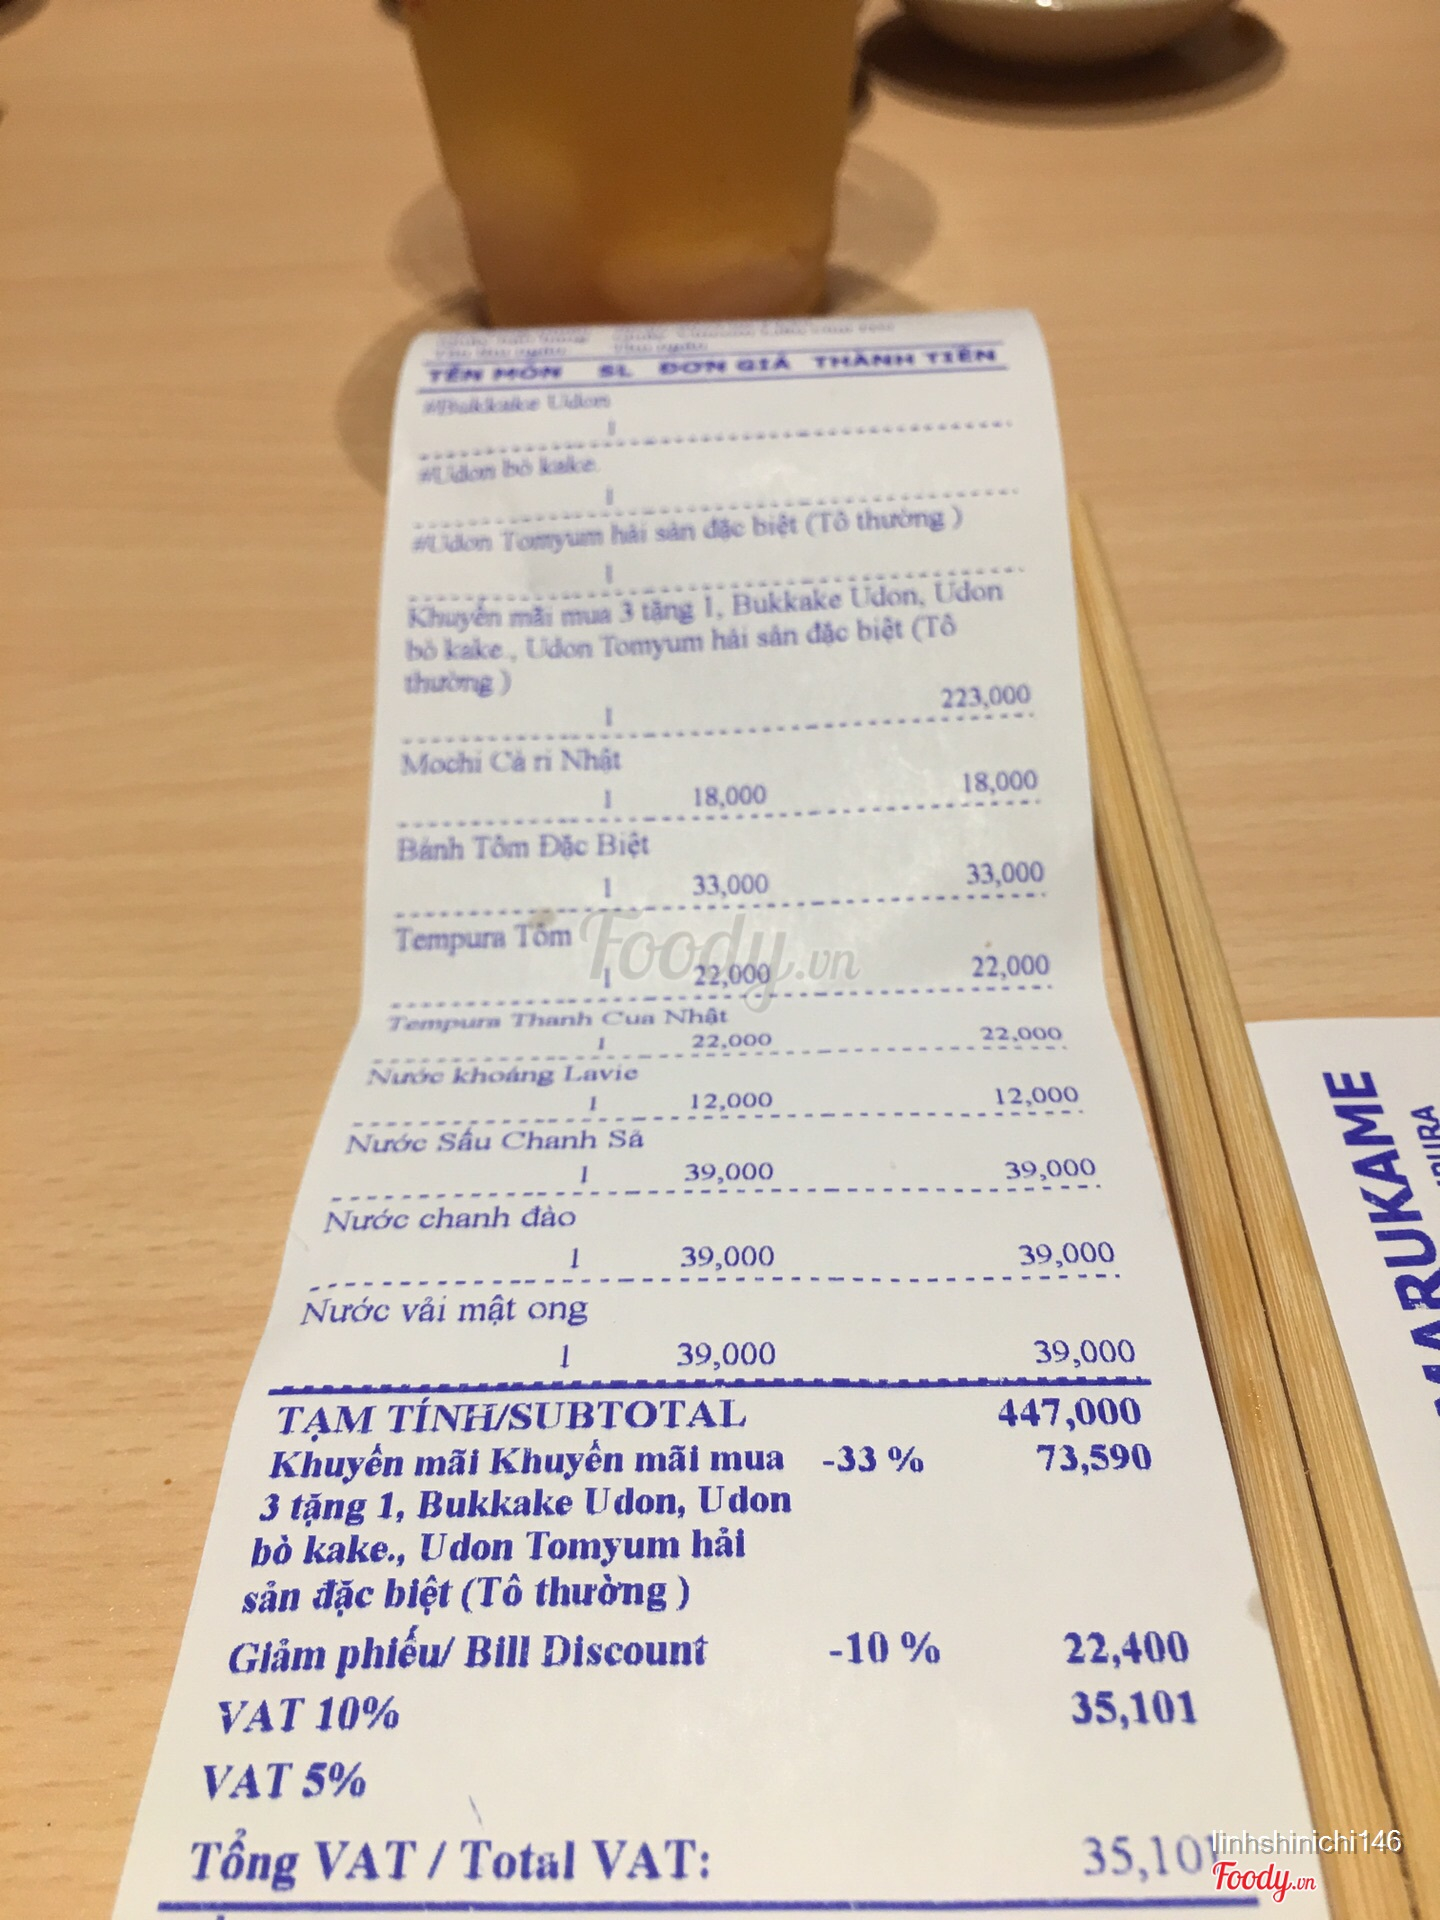 TÊN MÓN SL ĐƠN GIÁ THÀNH TIỀN
#Bukkake Udon
1
#Udon bò kake.
1
#Udon Tomyum hải sản đặc biệt (Tô thường )
1
Khuyến mãi mua 3 tặng 1, Bukkake Udon, Udon
bò kake., Udon Tomyum hải sản đặc biệt (Tô
thường )
1 223,000
Mochi Cà ri Nhật
1 18,000 18,000
Bánh Tôm Đặc Biệt
1 33,000 33,000
Tempura Tôm
1 22,000 22,000
Tempura Thanh Cua Nhật
1 22,000 22,000
Nước khoáng Lavie
1 12,000 12,000
Nước Sấu Chanh Sả
1 39,000 39,000
Nước chanh đào
1 39,000 39,000
Nước vải mật ong
1 39,000 39,000
TẠM TÍNH/SUBTOTAL 447,000
Khuyến mãi Khuyến mãi mua -33 % 73,590
3 tặng 1, Bukkake Udon, Udon
bò kake., Udon Tomyum hải
sản đặc biệt (Tô thường )
Giảm phiếu/ Bill Discount -10 % 22,400
VAT 10% 35,101
VAT 5%
Tổng VAT / Total VAT: 35,101
Foody.vn
MARUKAME
linhshinichi146
Foody.vn